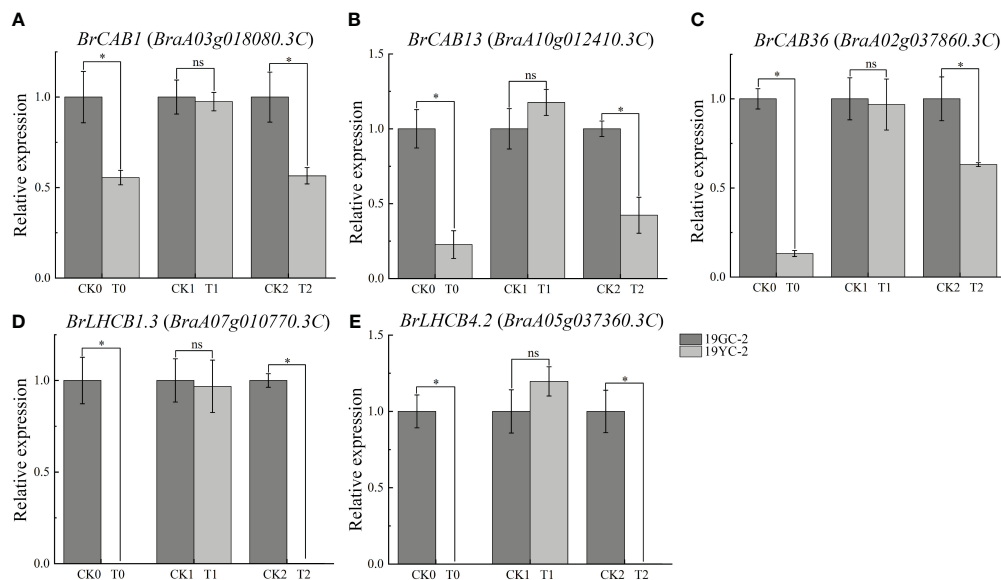 A
BrCAB1 (BraA03g018080.3C)
Relative expression
1.0
0.5
0.0
*
ns
*
CK0 T0 CK1 T1 CK2 T2
B
BrCAB13 (BraA10g012410.3C)
Relative expression
1.5
1.0
0.5
0.0
*
ns
*
CK0 T0 CK1 T1 CK2 T2
C
BrCAB36 (BraA02g037860.3C)
Relative expression
1.0
0.5
0.0
*
ns
*
CK0 T0 CK1 T1 CK2 T2
D
BrLHCB1.3 (BraA07g010770.3C)
Relative expression
1.0
0.5
0.0
*
ns
*
CK0 T0 CK1 T1 CK2 T2
E
BrLHCB4.2 (BraA05g037360.3C)
Relative expression
1.5
1.0
0.5
0.0
*
ns
*
CK0 T0 CK1 T1 CK2 T2
19GC-2
19YC-2